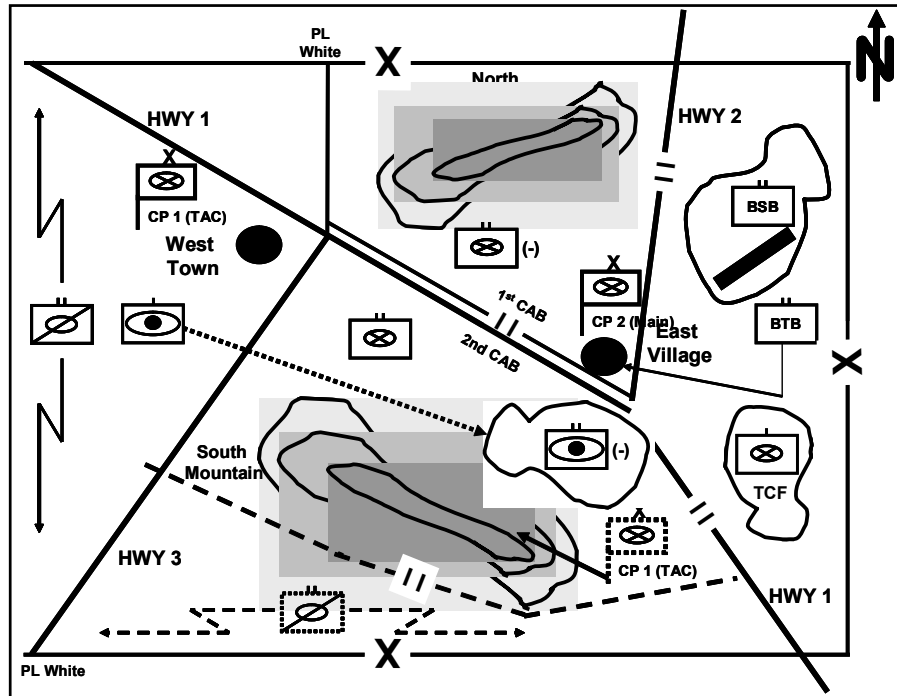 PL
White
X
N
North
HWY 1
HWY 2
X
CP 1 (TAC)
West
Town
BSB
(-)
X
CP 2 (Main)
1st CAB
2nd CAB
East
Village
BTB
X
South
Mountain
(-)
TCF
X
CP 1 (TAC)
HWY 3
HWY 1
X
PL White